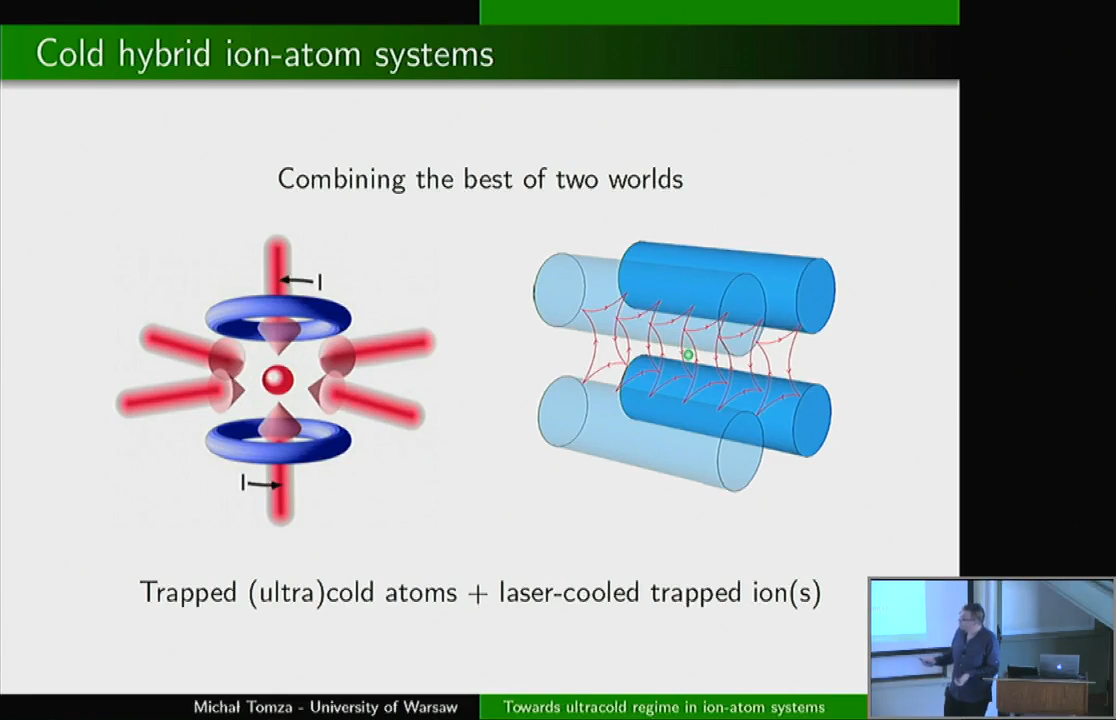 Cold hybrid ion-atom systems
Combining the best of two worlds
I
I
Trapped (ultra)cold atoms + laser-cooled trapped ion(s)
Michał Tomza - University of Warsaw
Towards ultracold regime in ion-atom systems